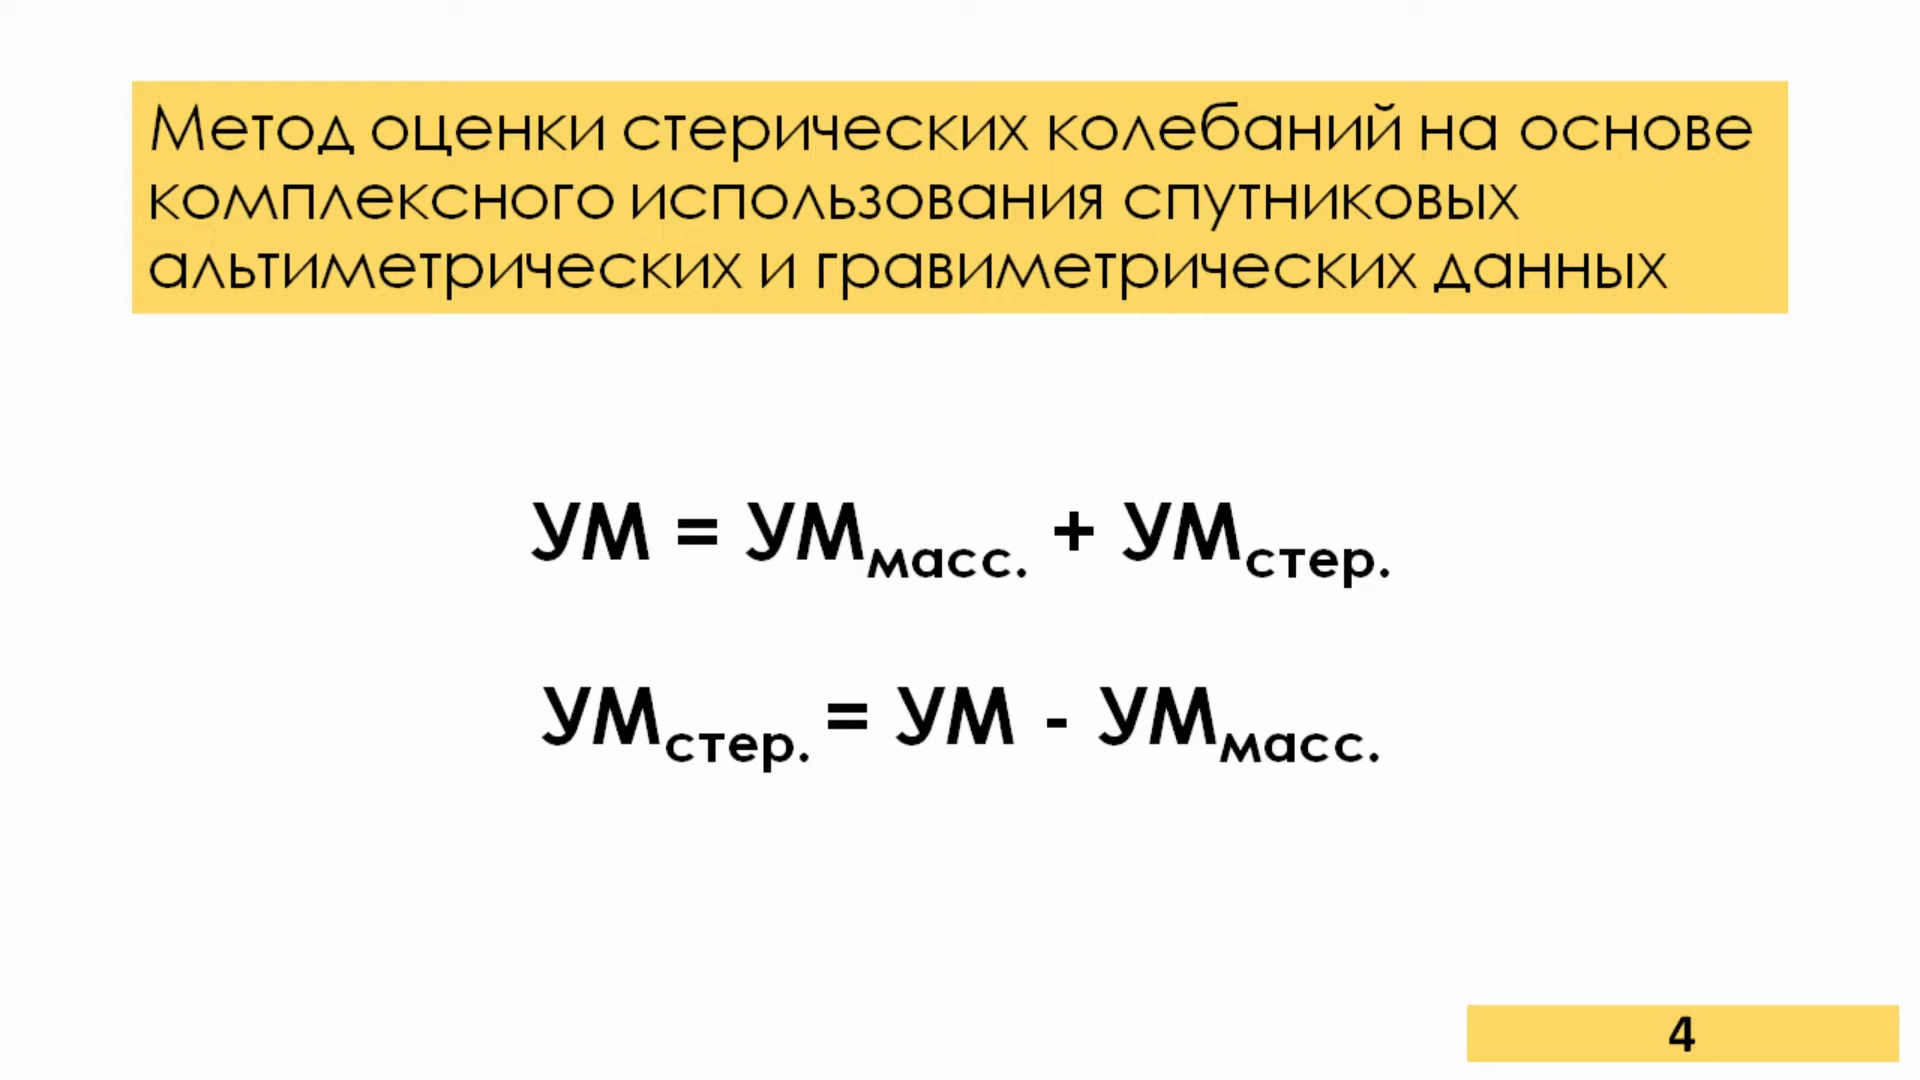 Метод оценки стерических колебаний на основе
комплексного использования спутниковых
альтиметрических и гравиметрических данных
УМ = УМмасс. + УМстер.
УМстер. = УМ - УМмасс.
4